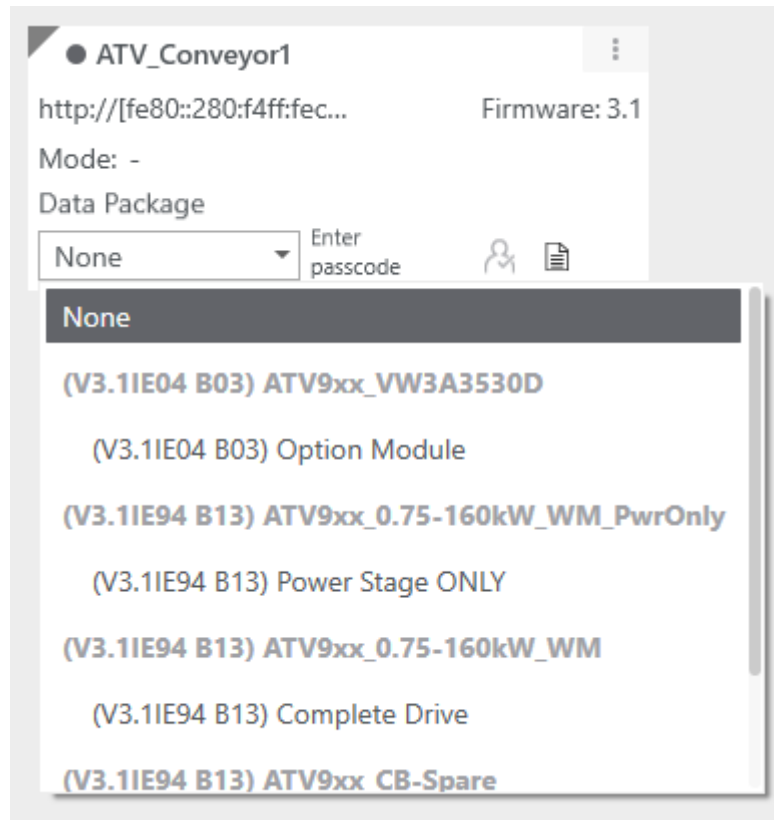 ATV_Conveyor1
http://[fe80::280:f4ff:fec... Firmware: 3.1
Mode: -
Data Package
None Enter passcode
None
(V3.1IE04 B03) ATV9xx_VW3A3530D
(V3.1IE04 B03) Option Module
(V3.1IE94 B13) ATV9xx_0.75-160kW_WM_PwrOnly
(V3.1IE94 B13) Power Stage ONLY
(V3.1IE94 B13) ATV9xx_0.75-160kW_WM
(V3.1IE94 B13) Complete Drive
(V3.1IE94 B13) ATV9xx_CB-Spare